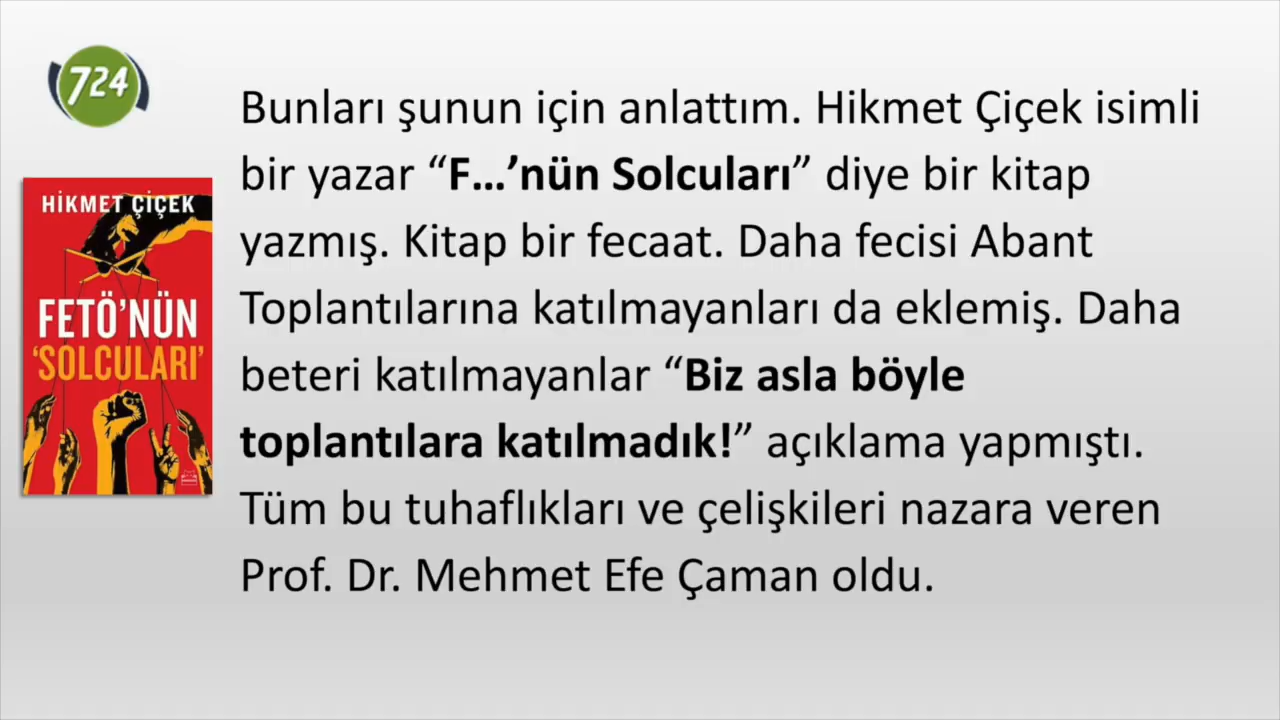 724
HİKMET ÇİÇEK
FETÖ'NÜN
'SOLCULARI'
Bunları şunun için anlattım. Hikmet Çiçek isimli
bir yazar “F…’nün Solcuları” diye bir kitap
yazmış. Kitap bir fecaat. Daha fecisi Abant
Toplantılarına katılmayanları da eklemiş. Daha
beteri katılmayanlar “Biz asla böyle
toplantılara katılmadık!” açıklama yapmıştı.
Tüm bu tuhaflıkları ve çelişkileri nazara veren
Prof. Dr. Mehmet Efe Çaman oldu.